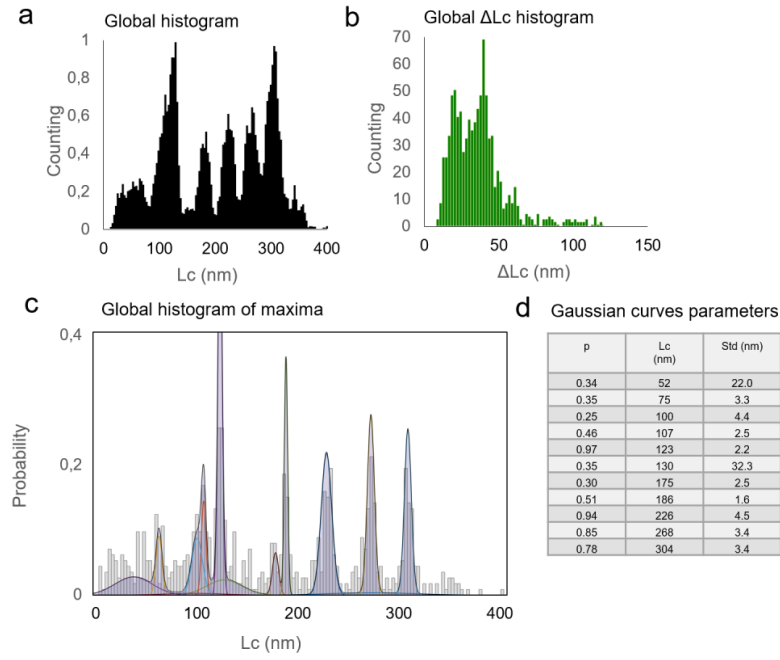 a
Global histogram
1
0,8
0,6
0,4
0,2
0
Counting
0 100 200 300 400
Lc (nm)
b
Global ΔLc histogram
70
60
50
40
30
20
10
0
Counting
0 50 100 150
ΔLc (nm)
c
Global histogram of maxima
0,4
0,2
0
Probability
0 100 200 300 400
Lc (nm)
d
Gaussian curves parameters
p Lc (nm) Std (nm)
0.34 52 22.0
0.35 75 3.3
0.25 100 4.4
0.46 107 2.5
0.97 123 2.2
0.35 130 32.3
0.30 175 2.5
0.51 186 1.6
0.94 226 4.5
0.85 268 3.4
0.78 304 3.4